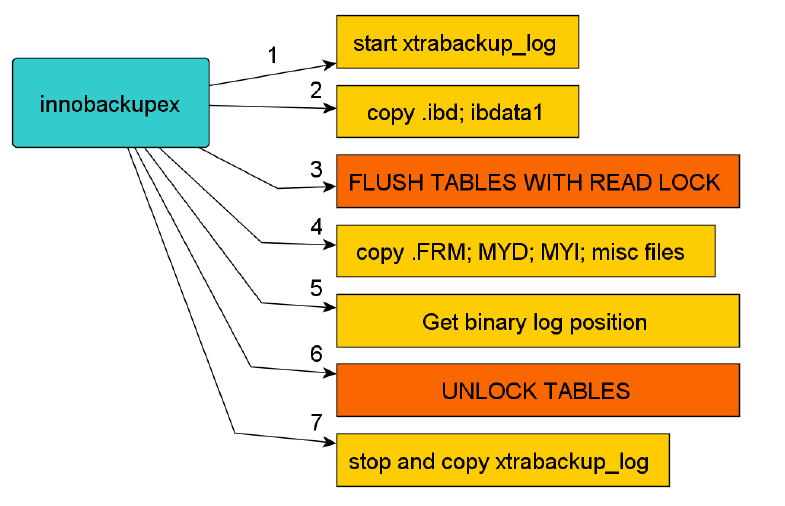 innobackupex
1
start xtrabackup_log
2
copy .ibd; ibdata1
3
FLUSH TABLES WITH READ LOCK
4
copy .FRM; MYD; MYI; misc files
5
Get binary log position
6
UNLOCK TABLES
7
stop and copy xtrabackup_log